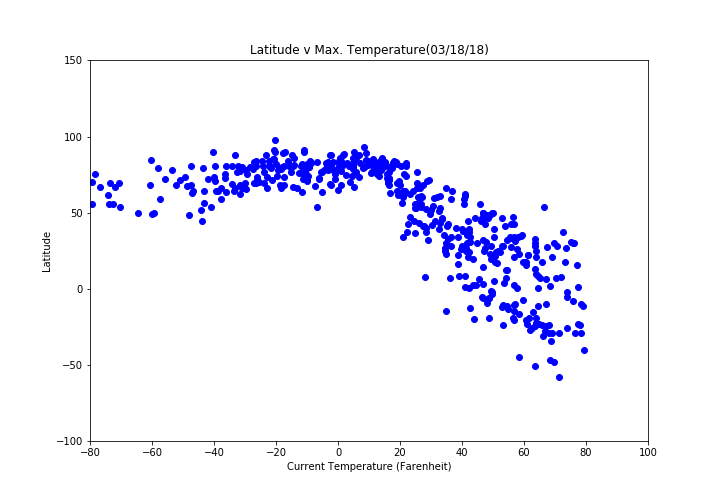 Latitude v Max. Temperature(03/18/18)
150
100
50
0
−50
−100
Latitude
−80 −60 −40 −20 0 20 40 60 80 100
Current Temperature (Farenheit)